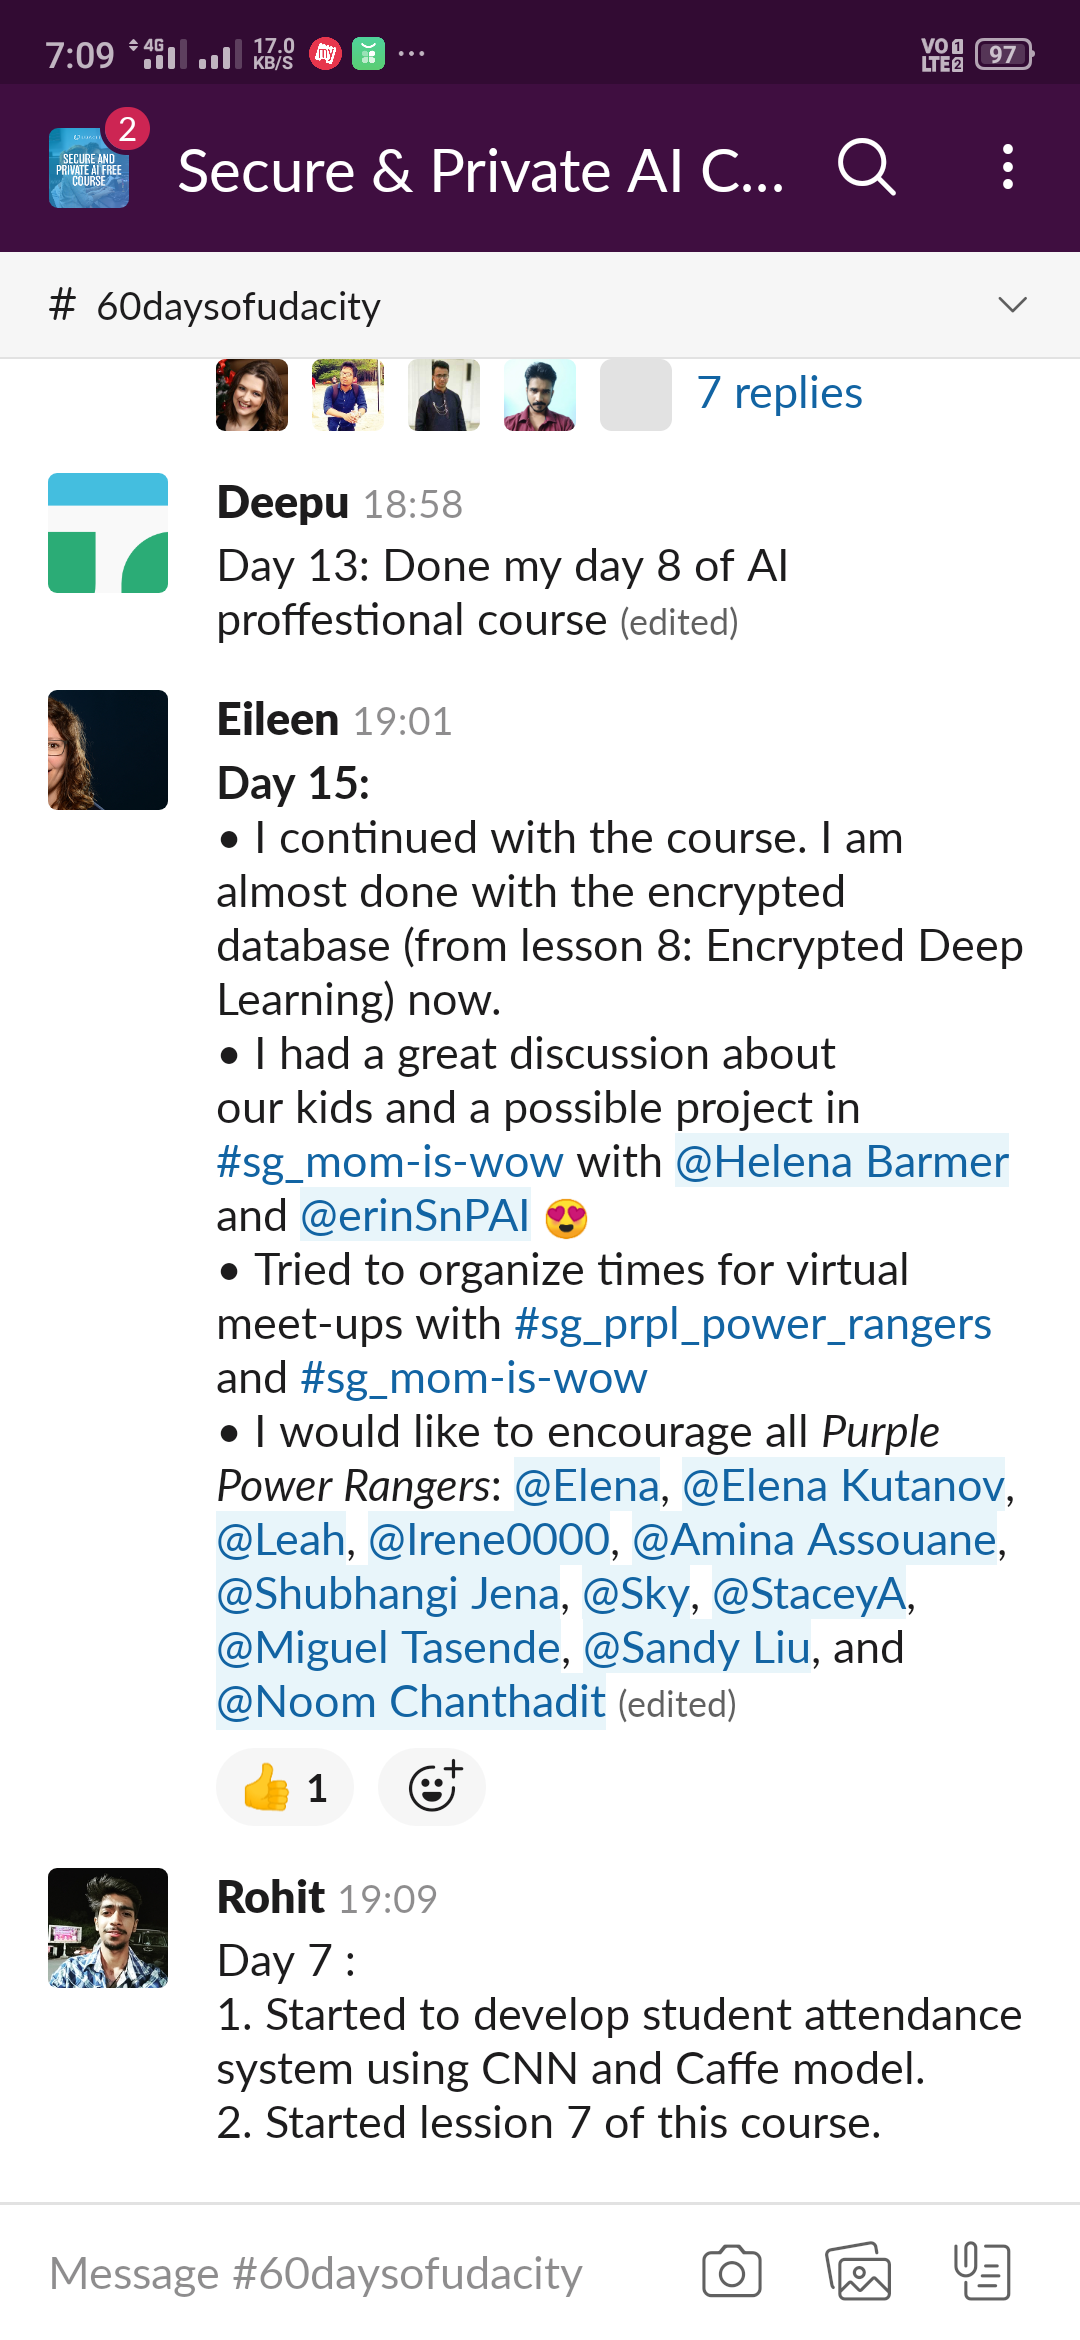 7:09 4G 17.0 KB/S VO 1 LTE 2 97
2
SECURE AND
PRIVATE AI FREE
COURSE
Secure & Private AI C...
# 60daysofudacity
7 replies
Deepu 18:58
Day 13: Done my day 8 of AI
proffestional course (edited)
Eileen 19:01
Day 15:
• I continued with the course. I am
almost done with the encrypted
database (from lesson 8: Encrypted Deep
Learning) now.
• I had a great discussion about
our kids and a possible project in
#sg_mom-is-wow with @Helena Barmer
and @erinSnPAI 😍
• Tried to organize times for virtual
meet-ups with #sg_prpl_power_rangers
and #sg_mom-is-wow
• I would like to encourage all Purple
Power Rangers: @Elena, @Elena Kutanov,
@Leah, @Irene0000, @Amina Assouane,
@Shubhangi Jena, @Sky, @StaceyA,
@Miguel Tasende, @Sandy Liu, and
@Noom Chanthadit (edited)
👍 1
Rohit 19:09
Day 7 :
1. Started to develop student attendance
system using CNN and Caffe model.
2. Started lession 7 of this course.
Message #60daysofudacity